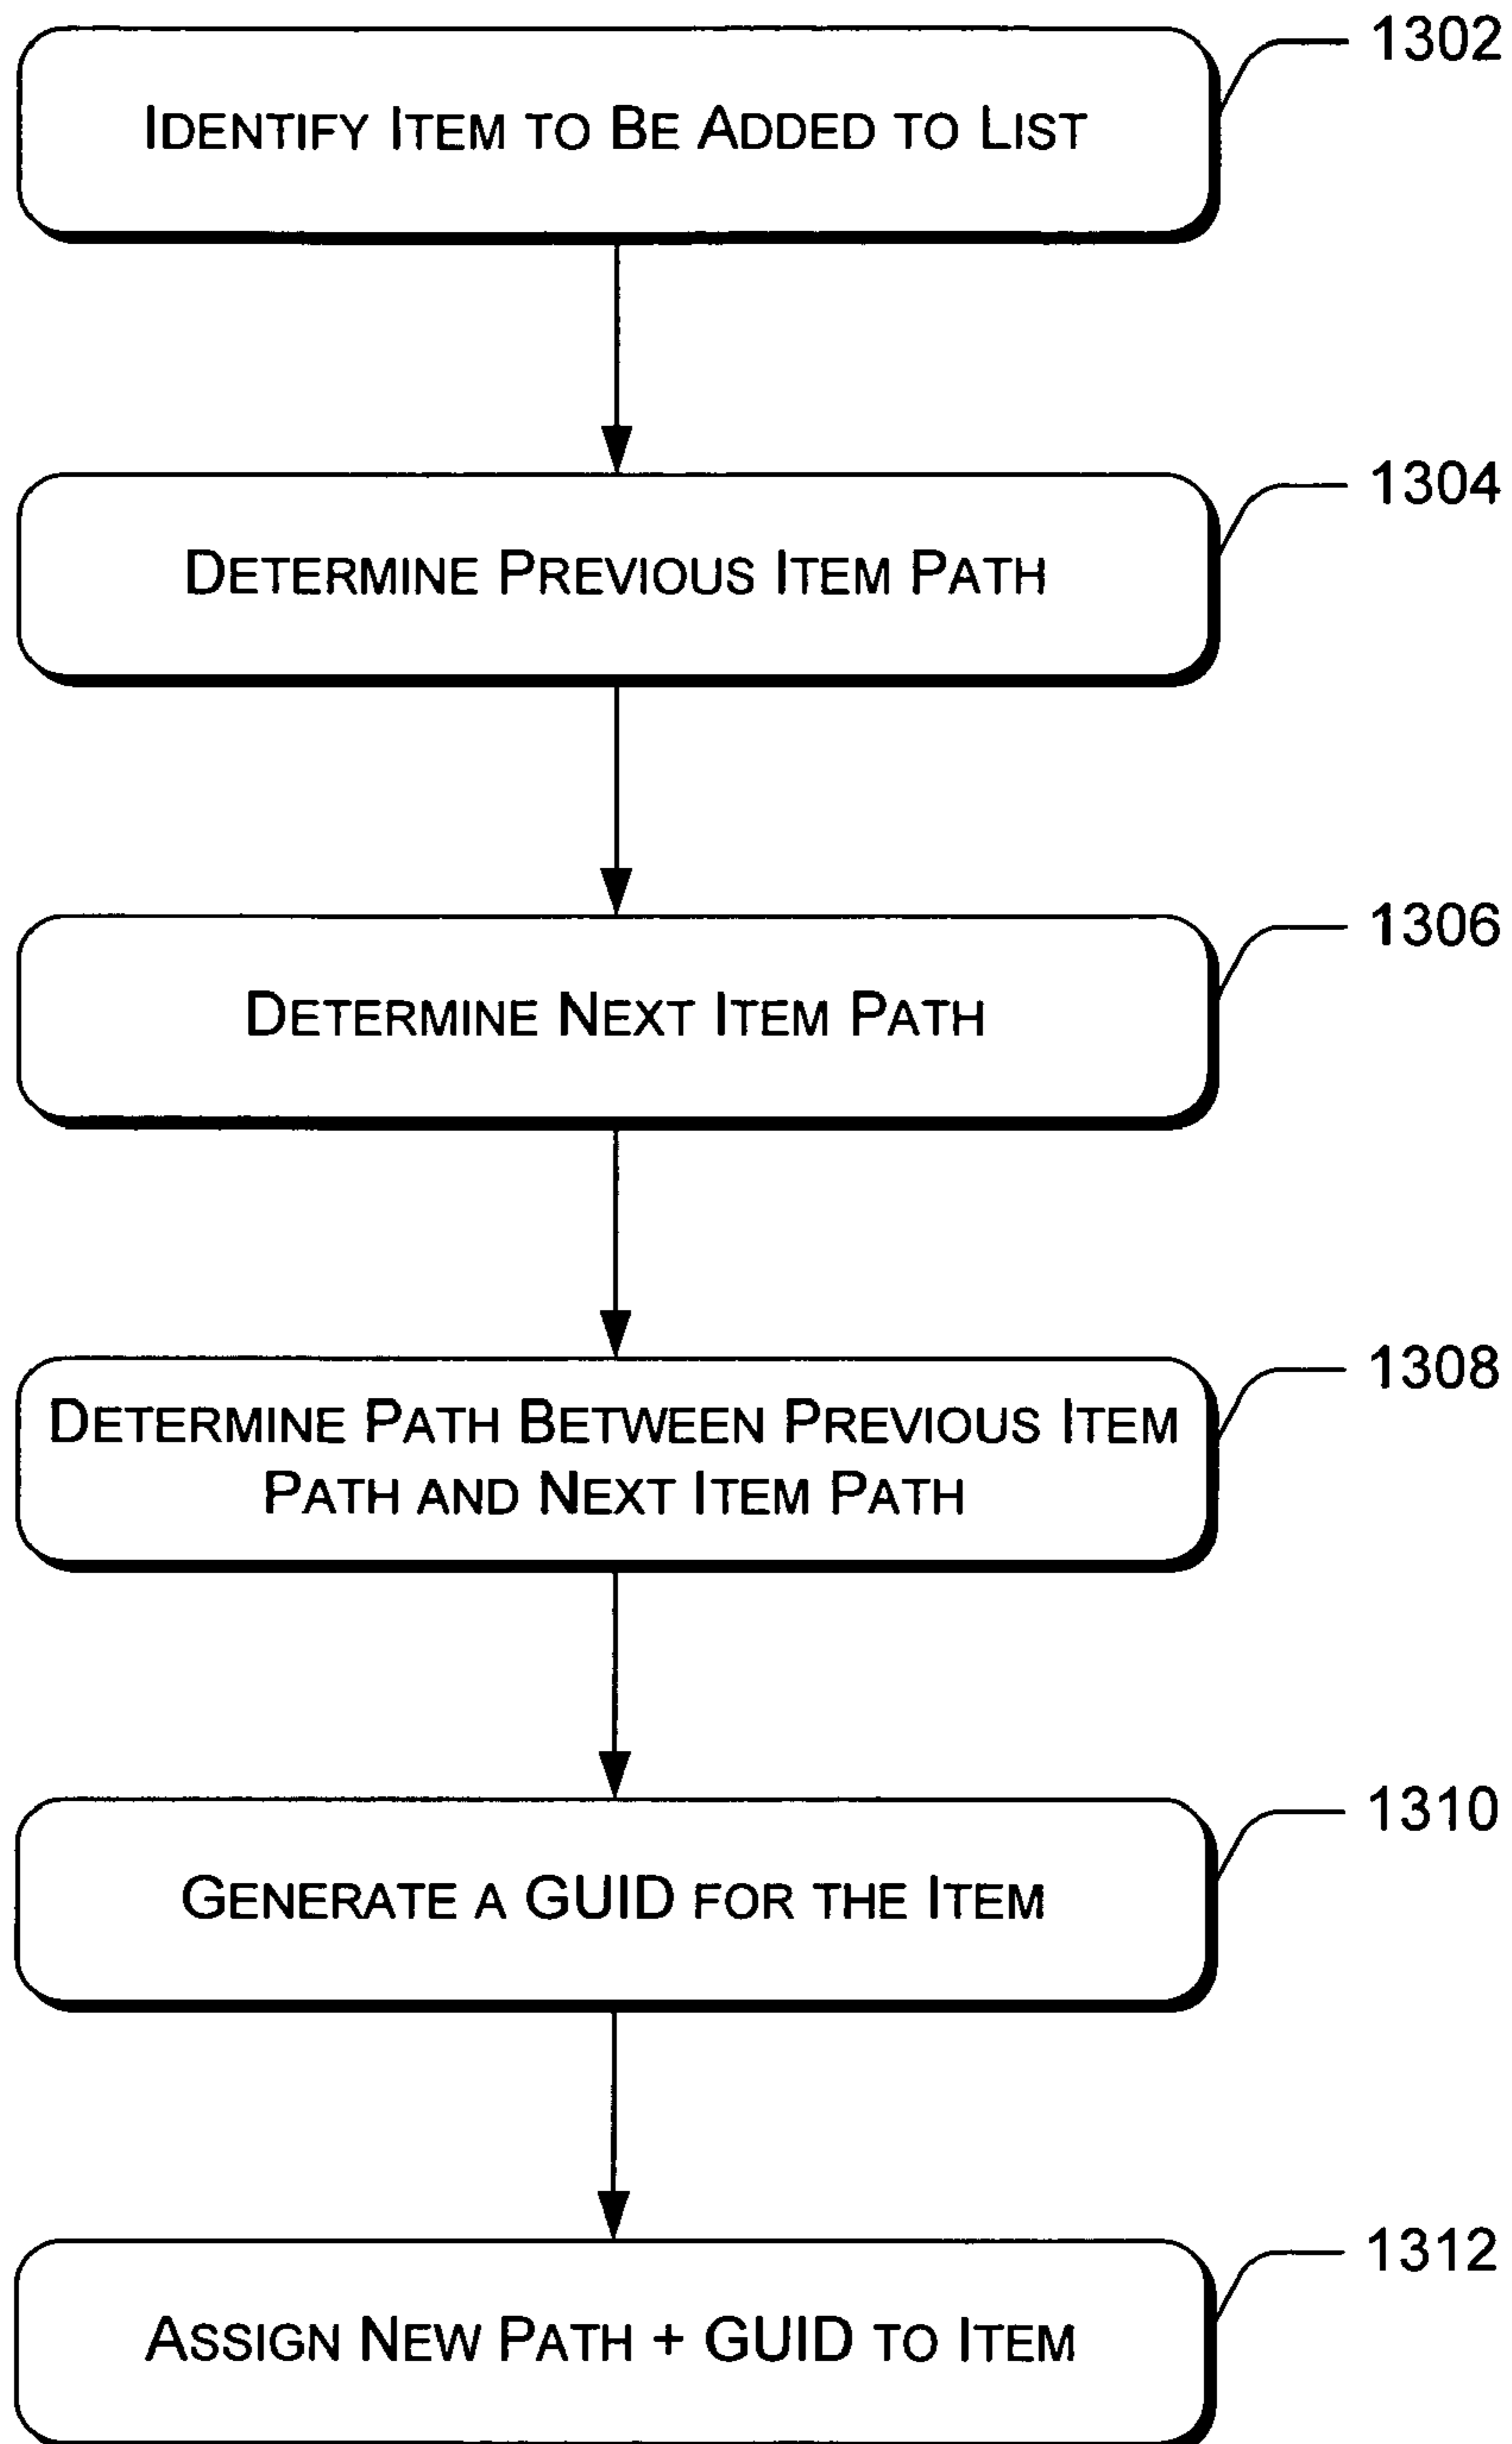 1302
IDENTIFY ITEM TO BE ADDED TO LIST
1304
DETERMINE PREVIOUS ITEM PATH
1306
DETERMINE NEXT ITEM PATH
1308
DETERMINE PATH BETWEEN PREVIOUS ITEM
PATH AND NEXT ITEM PATH
1310
GENERATE A GUID FOR THE ITEM
1312
ASSIGN NEW PATH + GUID TO ITEM